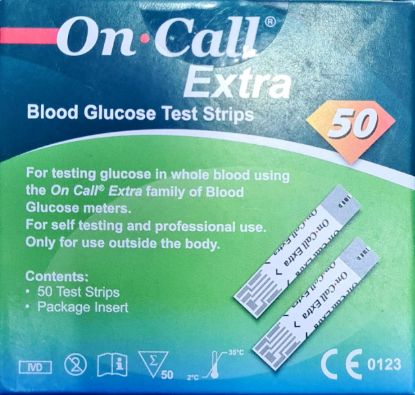 On·Call®
Extra
Blood Glucose Test Strips
50
For testing glucose in whole blood using
the On Call® Extra family of Blood
Glucose meters.
For self testing and professional use.
Only for use outside the body.
On·Call Extra
On·Call Extra
Contents:
• 50 Test Strips
• Package Insert
IVD
2
i
Σ
50
2°C
35°C
CE 0123